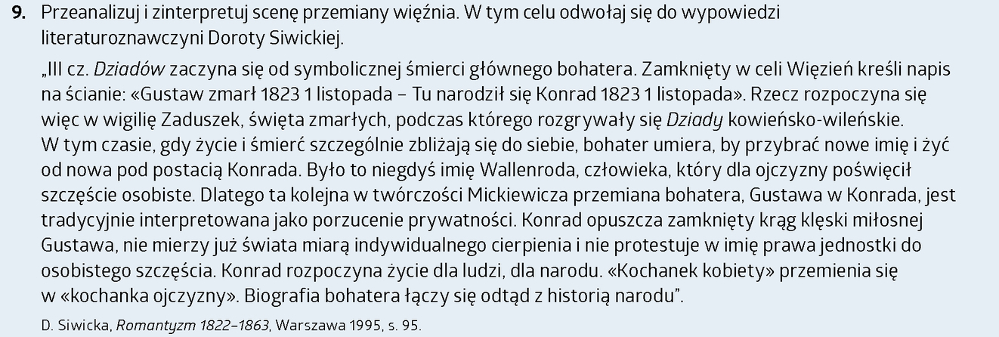 9. Przeanalizuj i zinterpretuj scenę przemiany więźnia. W tym celu odwołaj się do wypowiedzi
literaturoznawczyni Doroty Siwickiej.
„III cz. Dziadów zaczyna się od symbolicznej śmierci głównego bohatera. Zamknięty w celi Więzień kreśli napis
na ścianie: «Gustaw zmarł 1823 1 listopada – Tu narodził się Konrad 1823 1 listopada». Rzecz rozpoczyna się
więc w wigilię Zaduszek, święta zmarłych, podczas którego rozgrywały się Dziady kowieńsko-wileńskie.
W tym czasie, gdy życie i śmierć szczególnie zbliżają się do siebie, bohater umiera, by przybrać nowe imię i żyć
od nowa pod postacią Konrada. Było to niegdyś imię Wallenroda, człowieka, który dla ojczyzny poświęcił
szczęście osobiste. Dlatego ta kolejna w twórczości Mickiewicza przemiana bohatera, Gustawa w Konrada, jest
tradycyjnie interpretowana jako porzucenie prywatności. Konrad opuszcza zamknięty krąg klęski miłosnej
Gustawa, nie mierzy już świata miarą indywidualnego cierpienia i nie protestuje w imię prawa jednostki do
osobistego szczęścia. Konrad rozpoczyna życie dla ludzi, dla narodu. «Kochanek kobiety» przemienia się
w «kochanka ojczyzny». Biografia bohatera łączy się odtąd z historią narodu”.
D. Siwicka, Romantyzm 1822–1863, Warszawa 1995, s. 95.